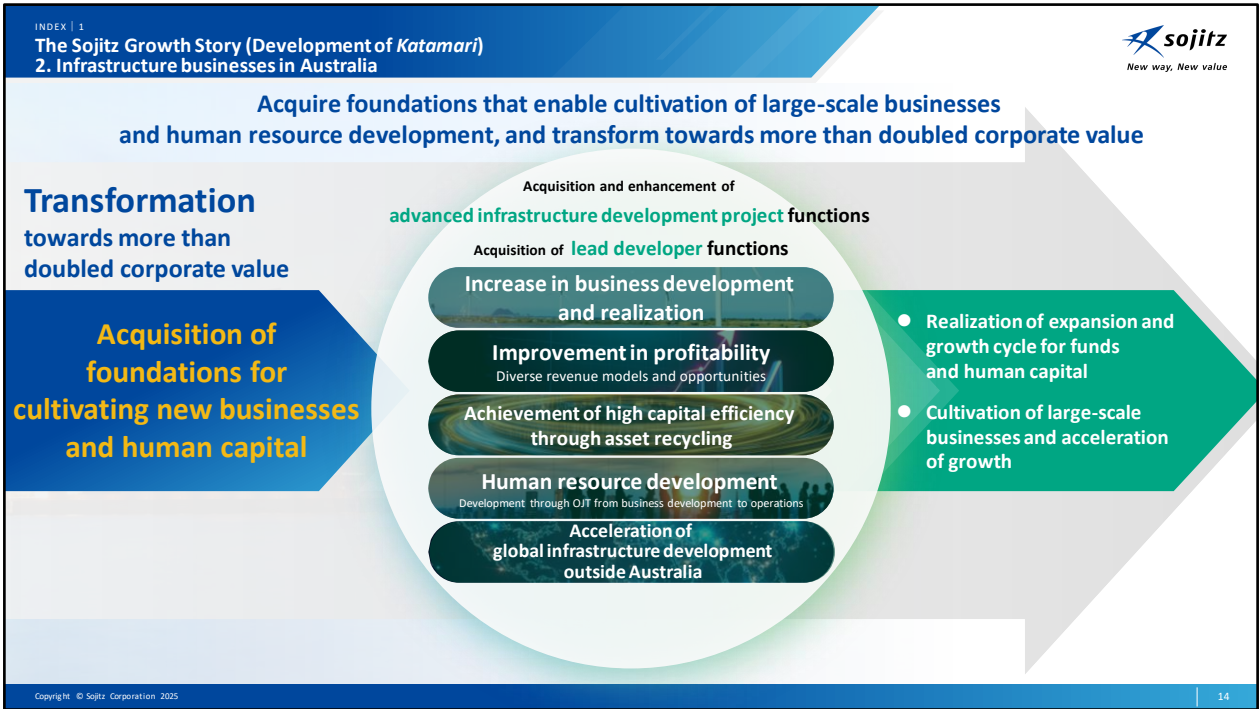 INDEX | 1
The Sojitz Growth Story (Development of Katamari)
2. Infrastructure businesses in Australia
sojitz
New way, New value
Acquire foundations that enable cultivation of large-scale businesses
and human resource development, and transform towards more than doubled corporate value
Transformation
towards more than
doubled corporate value
Acquisition of
foundations for
cultivating new businesses
and human capital
Acquisition and enhancement of
advanced infrastructure development project functions
Acquisition of lead developer functions
Increase in business development
and realization
Improvement in profitability
Diverse revenue models and opportunities
Achievement of high capital efficiency
through asset recycling
Human resource development
Development through OJT from business development to operations
Acceleration of
global infrastructure development
outside Australia
● Realization of expansion and
growth cycle for funds
and human capital
● Cultivation of large-scale
businesses and acceleration
of growth
Copyright © Sojitz Corporation 2025
14